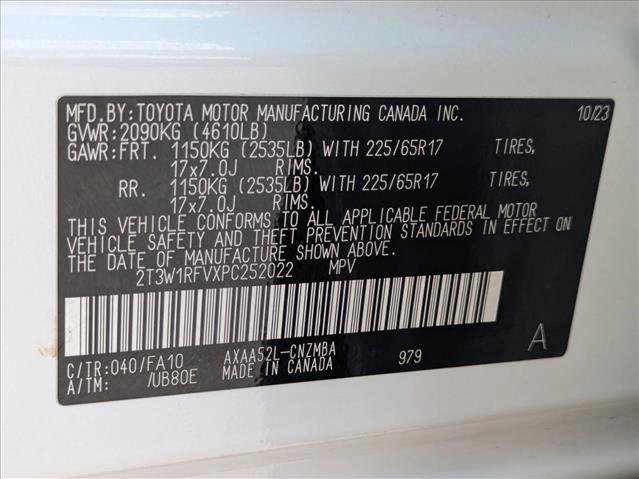 MFD.BY:TOYOTA MOTOR MANUFACTURING CANADA INC. 10/23
GVWR:2090KG (4610LB)
GAWR:FRT. 1150KG (2535LB) WITH 225/65R17 TIRES,
17x7.0J RIMS.
RR. 1150KG (2535LB) WITH 225/65R17 TIRES,
17x7.0J RIMS.
THIS VEHICLE CONFORMS TO ALL APPLICABLE FEDERAL MOTOR
VEHICLE SAFETY AND THEFT PREVENTION STANDARDS IN EFFECT ON
THE DATE OF MANUFACTURE SHOWN ABOVE.
2T3W1RFVXPC252022 MPV
A
C/TR:040/FA10 AXAA52L-CNZMBA 979
A/TM: /UB80E MADE IN CANADA